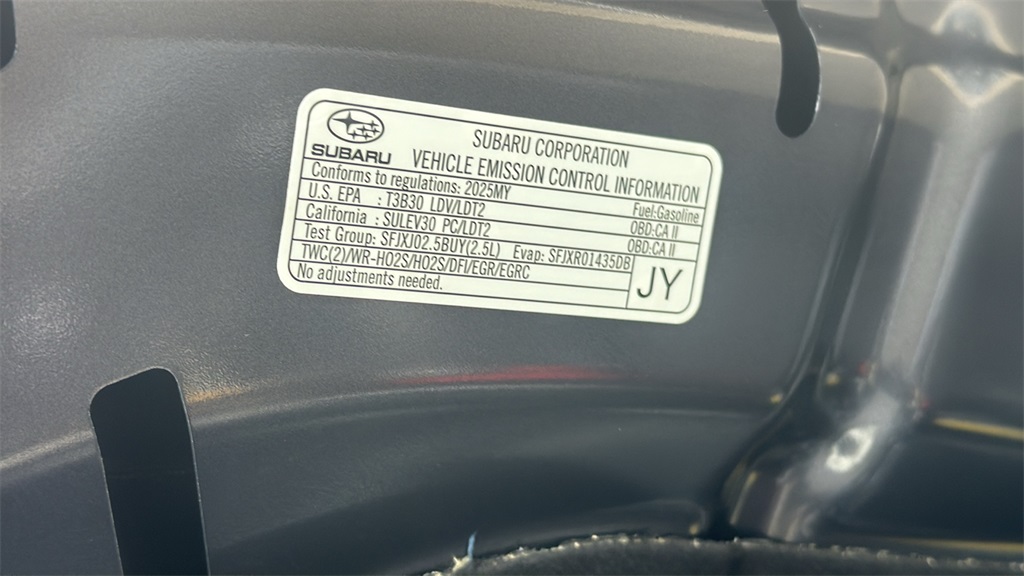 SUBARU
SUBARU CORPORATION
VEHICLE EMISSION CONTROL INFORMATION
Conforms to regulations: 2025MY
Fuel:Gasoline
U.S. EPA : T3B30 LDV/LDT2
OBD:CA II
California : SULEV30 PC/LDT2
OBD:CA II
Test Group: SFJXJ02.5BUY(2.5L) Evap: SFJXR01435DB
TWC(2)/WR-HO2S/HO2S/DFI/EGR/EGRC
No adjustments needed.
JY